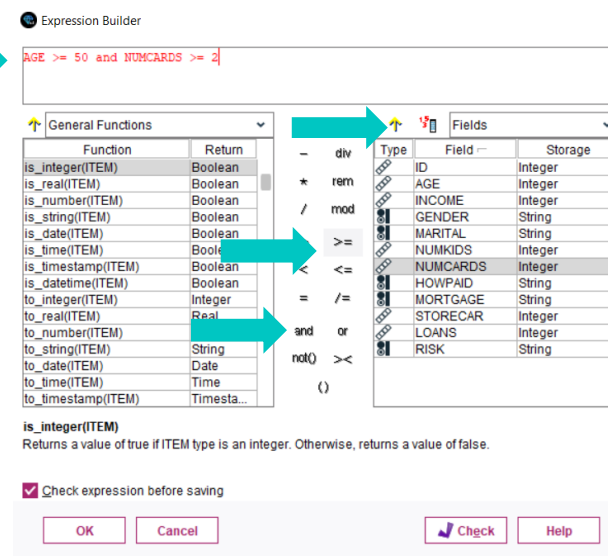 Expression Builder
AGE >= 50 and NUMCARDS >= 2
General Functions
Fields
Function Return
is_integer(ITEM) Boolean
is_real(ITEM) Boolean
is_number(ITEM) Boolean
is_string(ITEM) Boolean
is_date(ITEM) Boolean
is_time(ITEM)
is_timestamp(ITEM) Boolean
is_datetime(ITEM) Boolean
to_integer(ITEM) Integer
to_real(ITEM) Real
to_number(ITEM)
to_string(ITEM) String
to_date(ITEM) Date
to_time(ITEM) Time
to_timestamp(ITEM) Timesta...
– div
* rem
/ mod
>=
< <=
= /=
and or
not() ><
()
Type Field Storage
ID Integer
AGE Integer
INCOME Integer
GENDER String
MARITAL String
NUMKIDS Integer
NUMCARDS Integer
HOWPAID String
MORTGAGE String
STORECAR Integer
LOANS Integer
RISK String
is_integer(ITEM)
Returns a value of true if ITEM type is an integer. Otherwise, returns a value of false.
Check expression before saving
OK Cancel Check Help